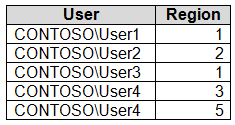 User Region
CONTOSO\User1 1
CONTOSO\User2 2
CONTOSO\User3 1
CONTOSO\User4 3
CONTOSO\User4 5